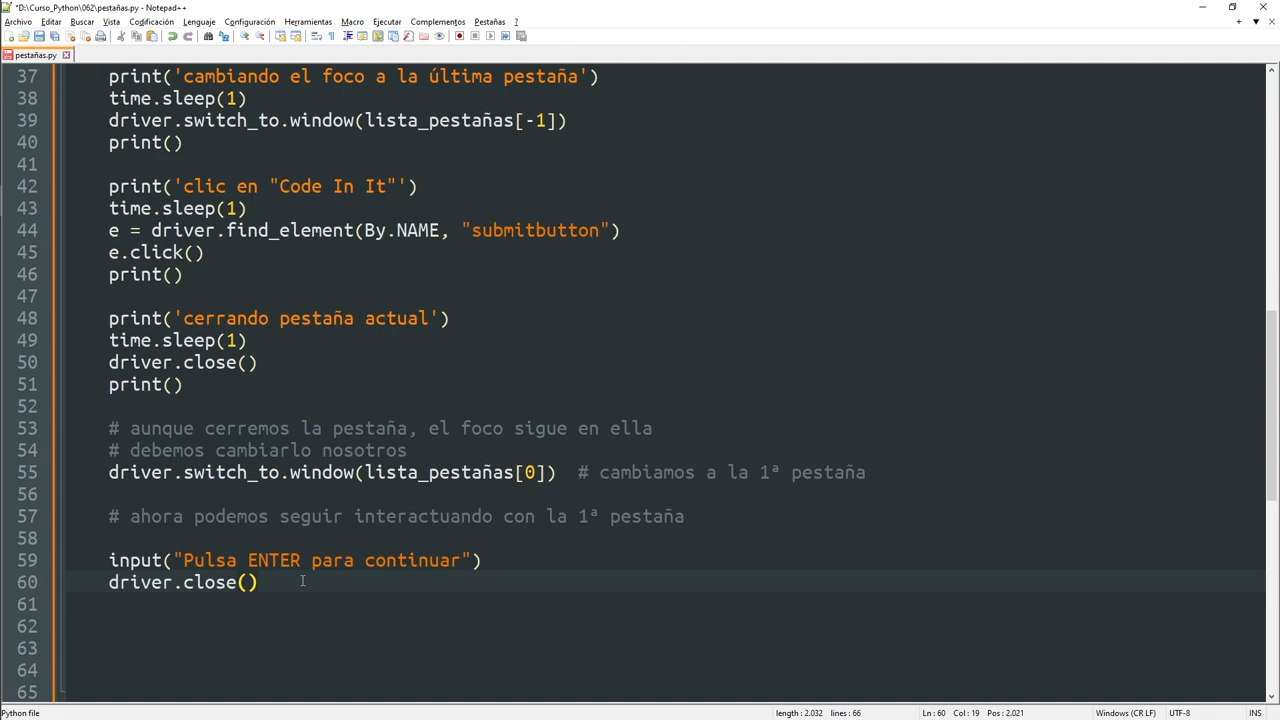 *D:\Curso_Python\062\pestañas.py - Notepad++
Archivo Editar Buscar Vista Codificación Lenguaje Configuración Herramientas Macro Ejecutar Complementos Pestañas ?
pestañas.py
37 print('cambiando el foco a la última pestaña')
38 time.sleep(1)
39 driver.switch_to.window(lista_pestañas[-1])
40 print()
41
42 print('clic en "Code In It"')
43 time.sleep(1)
44 e = driver.find_element(By.NAME, "submitbutton")
45 e.click()
46 print()
47
48 print('cerrando pestaña actual')
49 time.sleep(1)
50 driver.close()
51 print()
52
53 # aunque cerremos la pestaña, el foco sigue en ella
54 # debemos cambiarlo nosotros
55 driver.switch_to.window(lista_pestañas[0]) # cambiamos a la 1ª pestaña
56
57 # ahora podemos seguir interactuando con la 1ª pestaña
58
59 input("Pulsa ENTER para continuar")
60 driver.close()
61
62
63
64
65
Python file length : 2.032 lines : 66 Ln : 60 Col : 19 Pos : 2.021 Windows (CR LF) UTF-8 INS